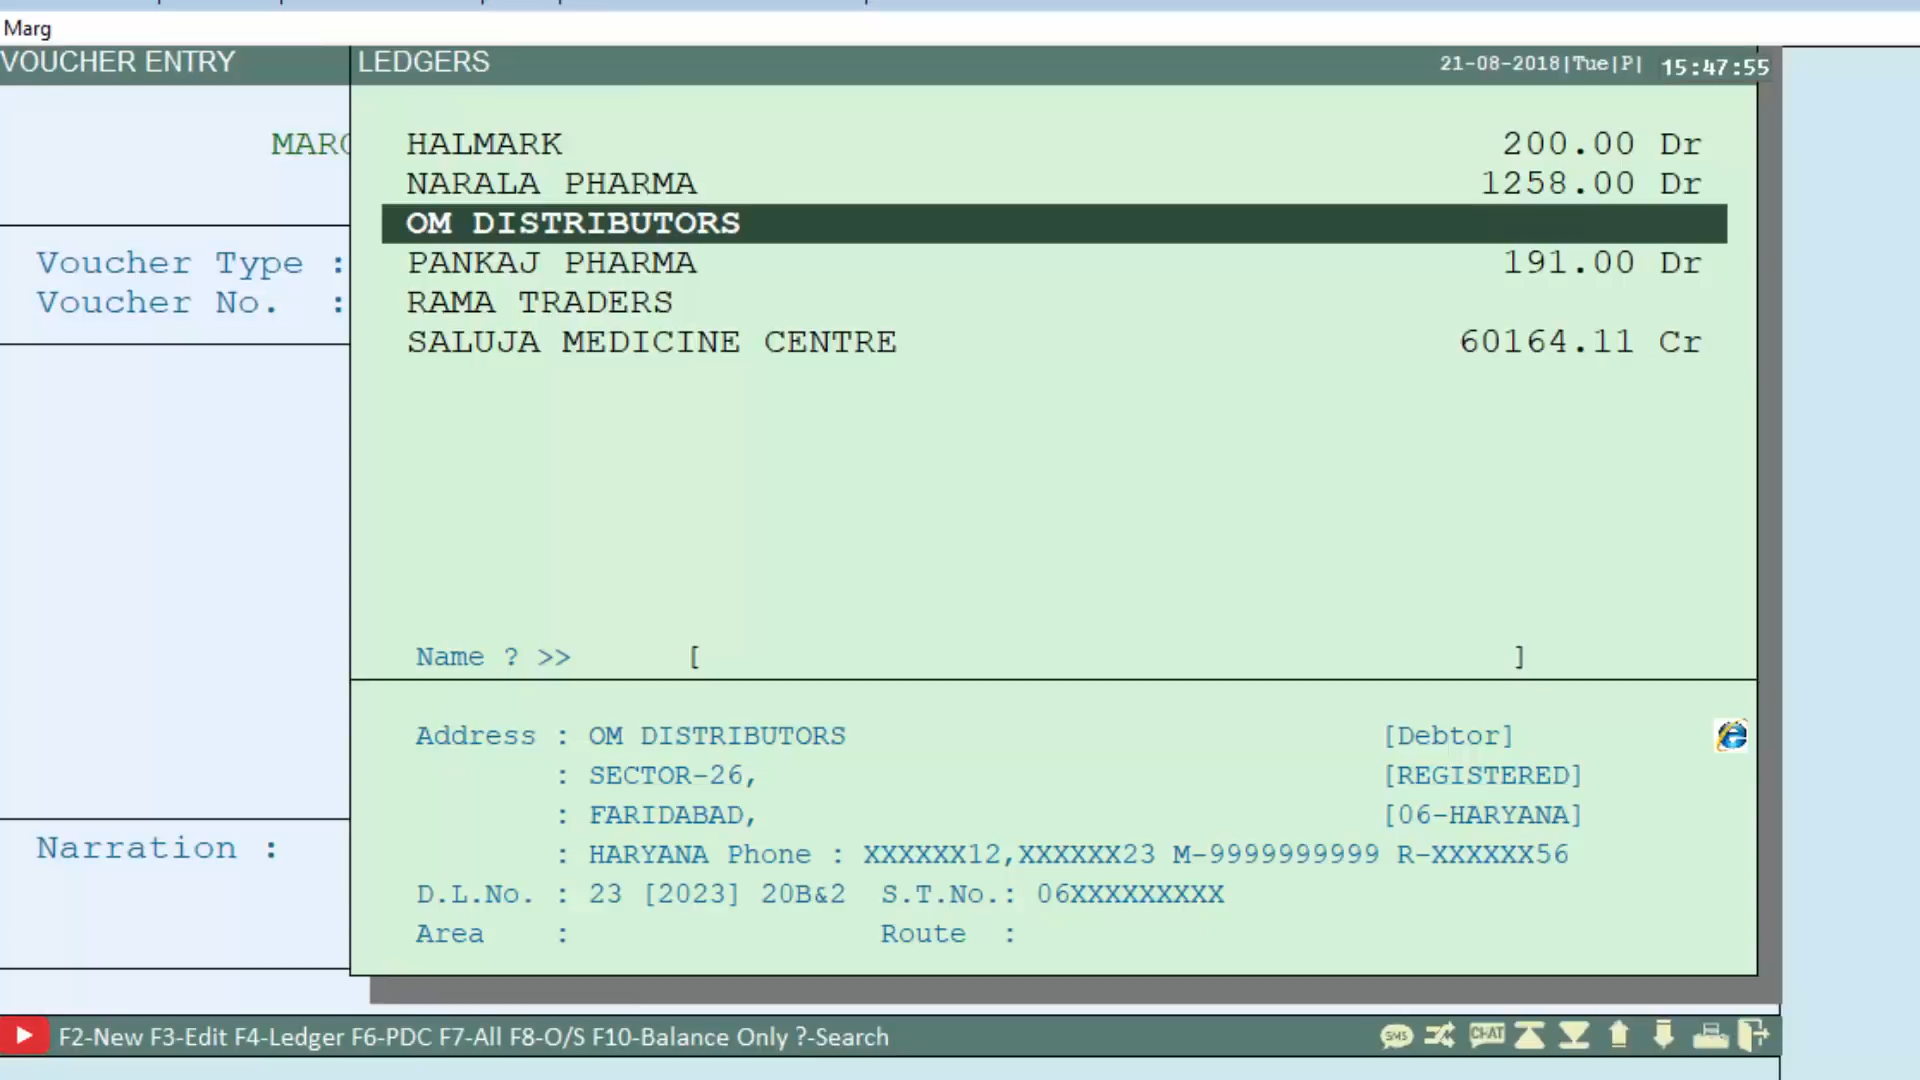 Marg
VOUCHER ENTRY
LEDGERS
21-08-2018|Tue|P| 15:47:55
MARG
HALMARK 200.00 Dr
NARALA PHARMA 1258.00 Dr
OM DISTRIBUTORS
PANKAJ PHARMA 191.00 Dr
RAMA TRADERS
SALUJA MEDICINE CENTRE 60164.11 Cr
Voucher Type :
Voucher No. :
Name ? >> [ ]
Address : OM DISTRIBUTORS [Debtor]
: SECTOR-26, [REGISTERED]
: FARIDABAD, [06-HARYANA]
: HARYANA Phone : XXXXXX12,XXXXXX23 M-9999999999 R-XXXXXX56
D.L.No. : 23 [2023] 20B&2 S.T.No.: 06XXXXXXXXX
Area : Route :
Narration :
F2-New F3-Edit F4-Ledger F6-PDC F7-All F8-O/S F10-Balance Only ?-Search
SMS CHAT